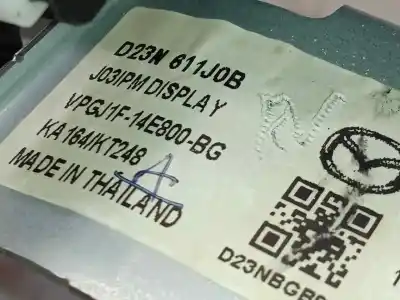 D23N 611J0B
J03IPM DISPLAY
VPGJ1F-14E800-BG
KA164/KT248
MADE IN THAILAND
A
D23NBGB